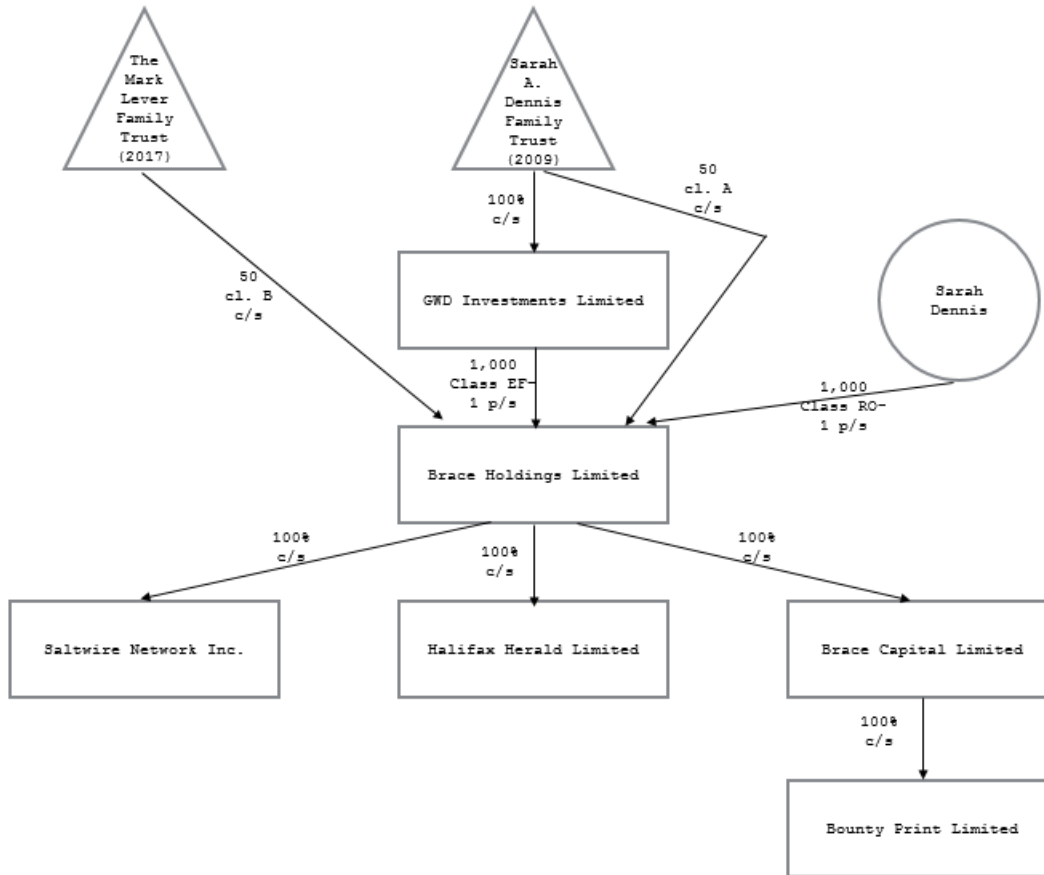 The
Mark
Lever
Family
Trust
(2017)
Sarah
A.
Dennis
Family
Trust
(2009)
50
cl. A
c/s
100%
c/s
50
cl. B
c/s
GWD Investments Limited
Sarah
Dennis
1,000
Class EF-
1 p/s
1,000
Class RO-
1 p/s
Brace Holdings Limited
100%
c/s
100%
c/s
100%
c/s
Saltwire Network Inc.
Halifax Herald Limited
Brace Capital Limited
100%
c/s
Bounty Print Limited